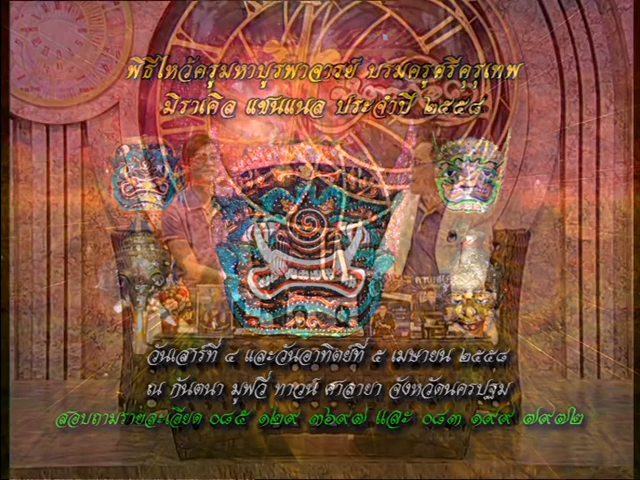 พิธีไหว้ครูมหาบูรพาจารย์ บรมครูศรีคุรุเทพ
มิราเคิล แชนแนล ประจำปี ๒๕๕๘
วันเสาร์ที่ ๔ และวันอาทิตย์ที่ ๕ เมษายน ๒๕๕๘
ณ กันตนา มูฟวี่ ทาวน์ ศาลายา จังหวัดนครปฐม
สอบถามรายละเอียด ๐๘๕ ๑๒๙ ๓๖๙๗ และ ๐๘๓ ๑๙๙ ๗๙๗๒